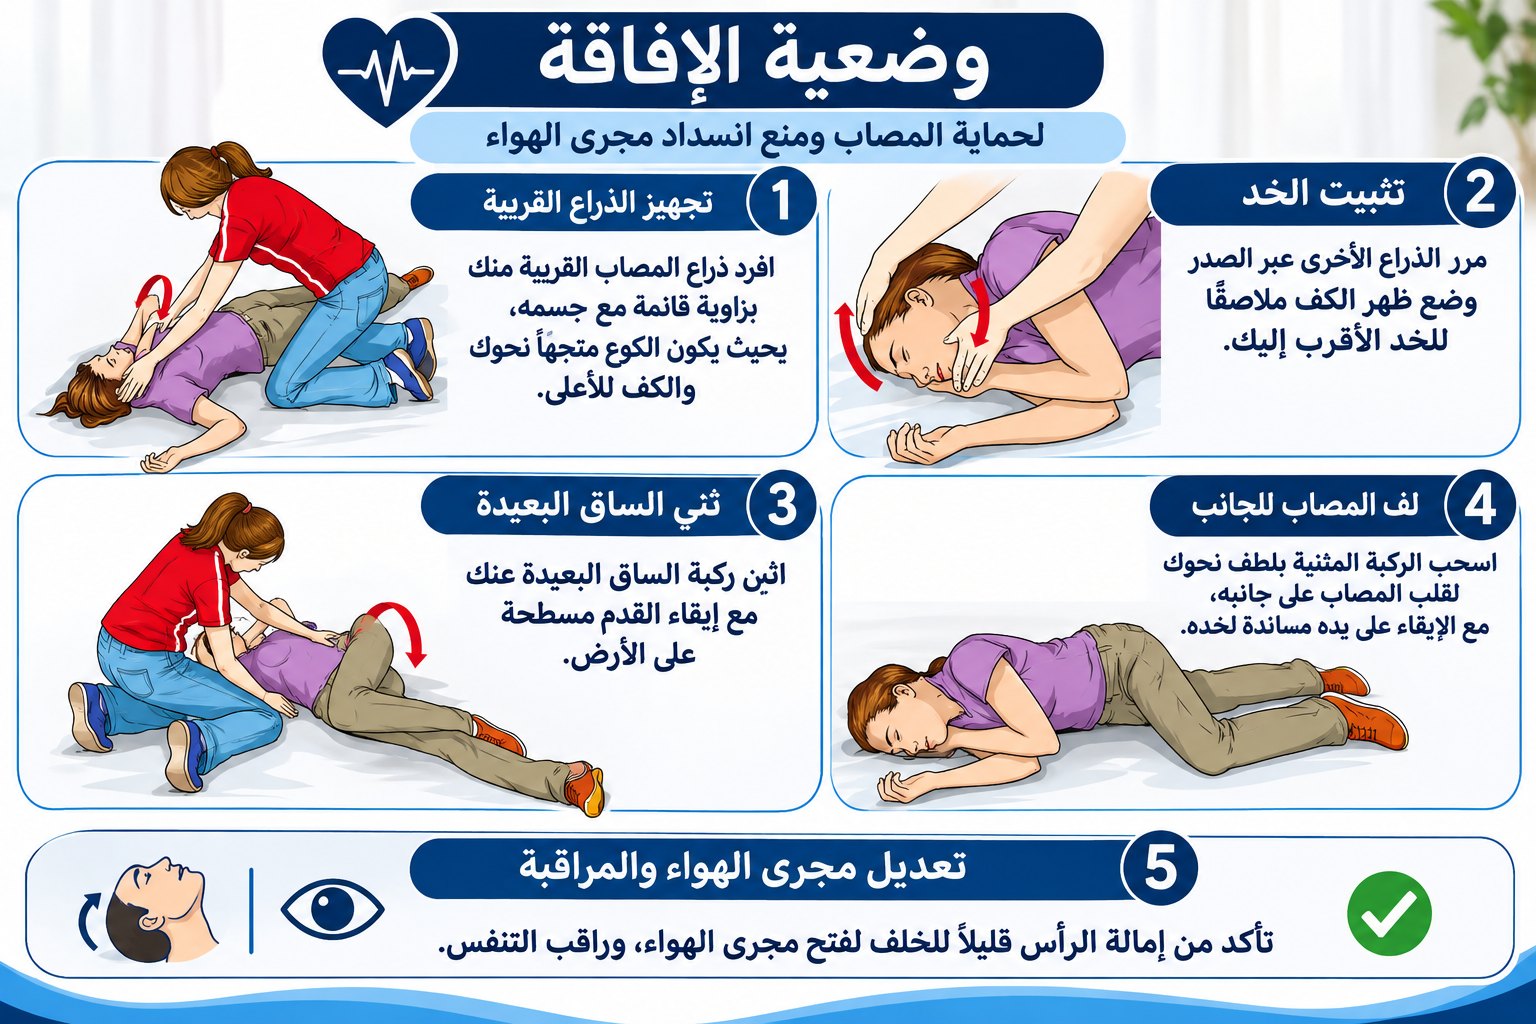 وضعية الإفاقة
لحماية المصاب ومنع انسداد مجرى الهواء
1
تجهيز الذراع القريبة
افرد ذراع المصاب القريبة منك
بزاوية قائمة مع جسمه،
يحيث يكون الكوع متجهاً نحوك
والكف للأعلى.
2
تثبيت الخد
مرر الذراع الأخرى عبر الصدر
وضع ظهر الكف ملاصقًا
للخد الأقرب إليك.
3
ثني الساق البعيدة
اثنِ ركبة الساق البعيدة عنك
مع إيقاء القدم مسطحة
على الأرض.
4
لف المصاب للجانب
اسحب الركبة المثنية بلطف نحوك
لقلب المصاب على جانبه،
مع الإيقاء على يده مساندة لخده.
5
تعديل مجرى الهواء والمراقبة
تأكد من إمالة الرأس قليلاً للخلف لفتح مجرى الهواء، وراقب التنفس.